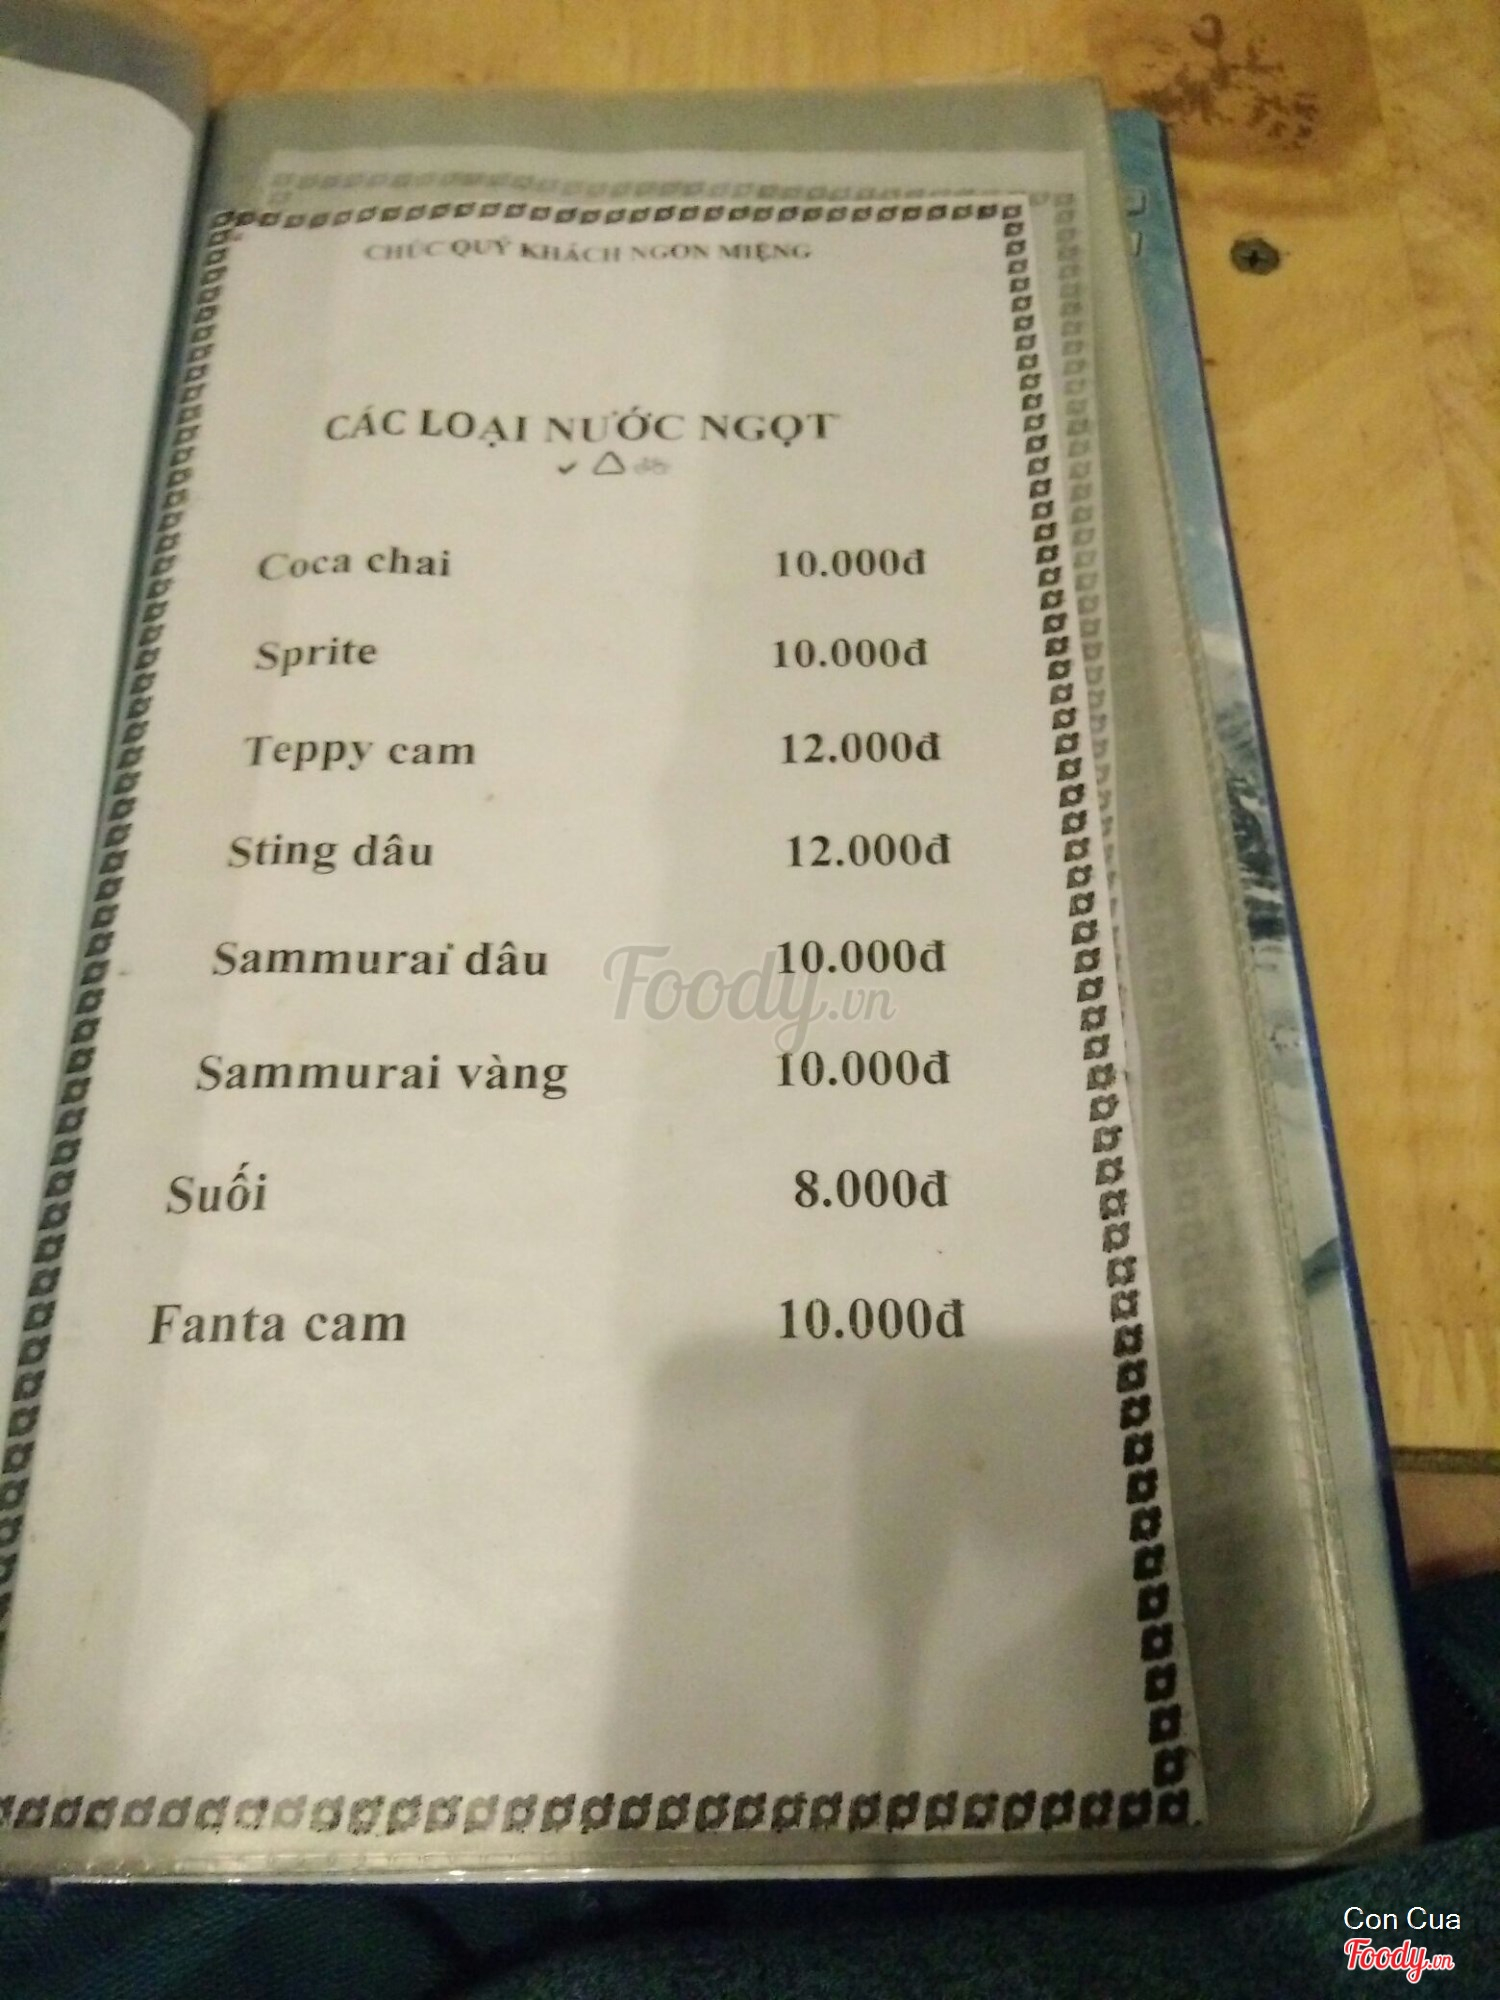 CHÚC QUÝ KHÁCH NGON MIỆNG
CÁC LOẠI NƯỚC NGỌT
Coca chai 10.000đ
Sprite 10.000đ
Teppy cam 12.000đ
Sting dâu 12.000đ
Sammurai dâu 10.000đ
Sammurai vàng 10.000đ
Suối 8.000đ
Fanta cam 10.000đ
Foody.vn
Con Cua
Foody.vn